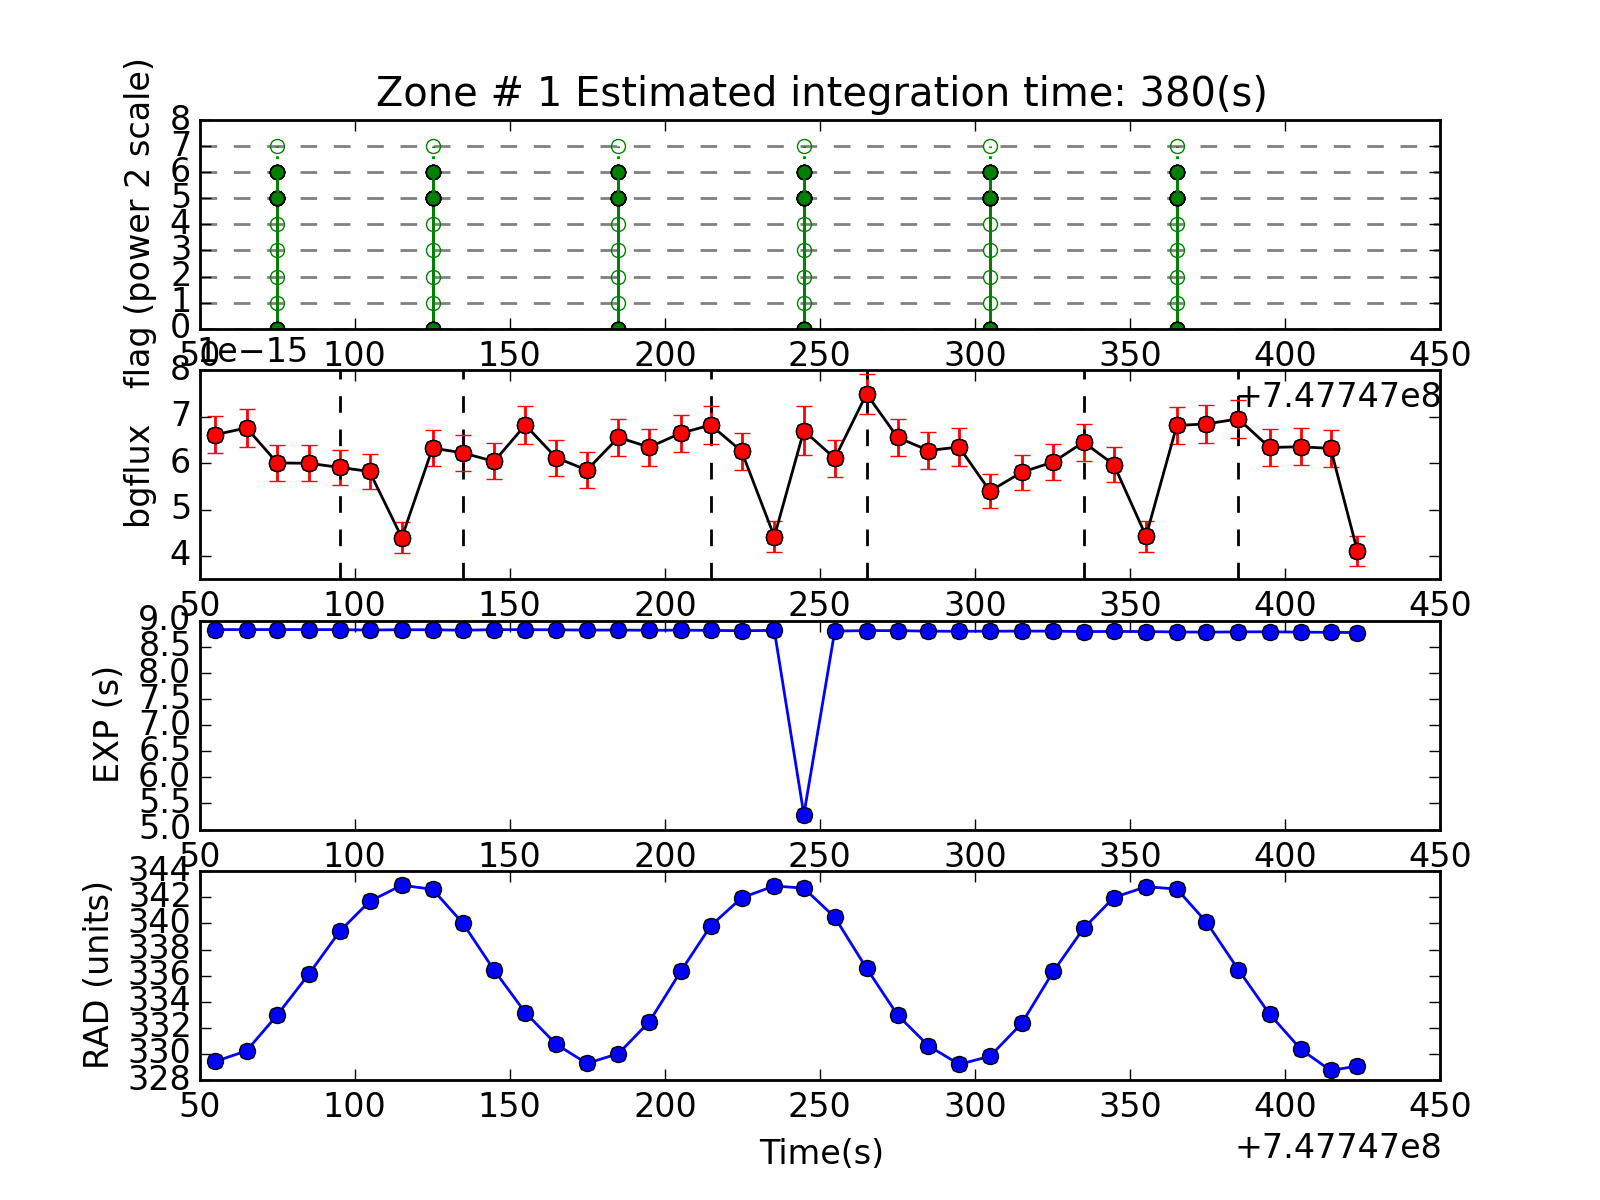 Zone # 1 Estimated integration time: 380(s)
flag (power 2 scale)
8
7
6
5
4
3
2
1
0
50 100 150 200 250 300 350 400 450
1e−15
+7.47747e8
bgflux
8
7
6
5
4
50 100 150 200 250 300 350 400 450
EXP (s)
9.0
8.5
8.0
7.5
7.0
6.5
6.0
5.5
5.0
50 100 150 200 250 300 350 400 450
RAD (units)
344
342
340
338
336
334
332
330
328
50 100 150 200 250 300 350 400 450
Time(s)
+7.47747e8